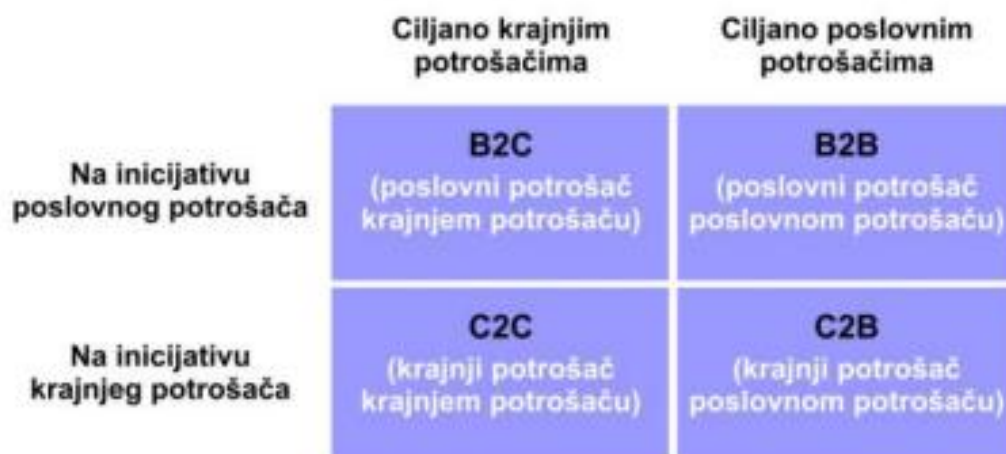 Ciljano krajnjim
potrošačima
Ciljano poslovnim
potrošačima
Na inicijativu
poslovnog potrošača
B2C
(poslovni potrošač
krajnjem potrošaču)
B2B
(poslovni potrošač
poslovnom potrošaču)
Na inicijativu
krajnjeg potrošača
C2C
(krajnji potrošač
krajnjem potrošaču)
C2B
(krajnji potrošač
poslovnom potrošaču)